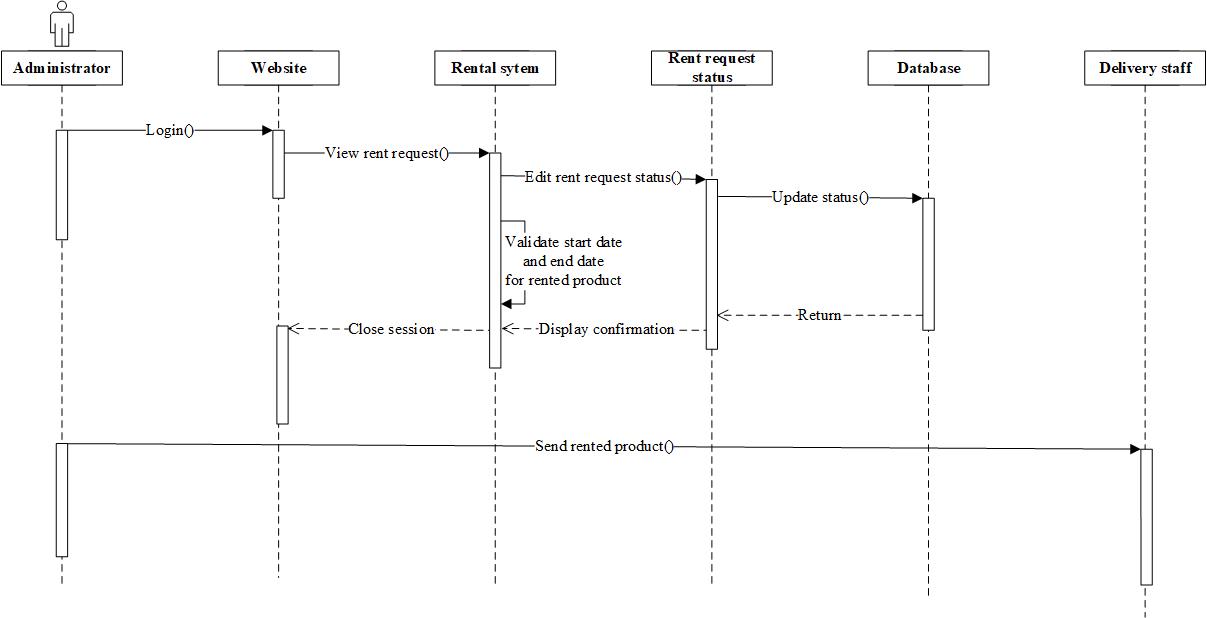 Administrator
Website
Rental sytem
Rent request
status
Database
Delivery staff
Login()
View rent request()
Edit rent request status()
Update status()
Validate start date
and end date
for rented product
Return
Close session
Display confirmation
Send rented product()